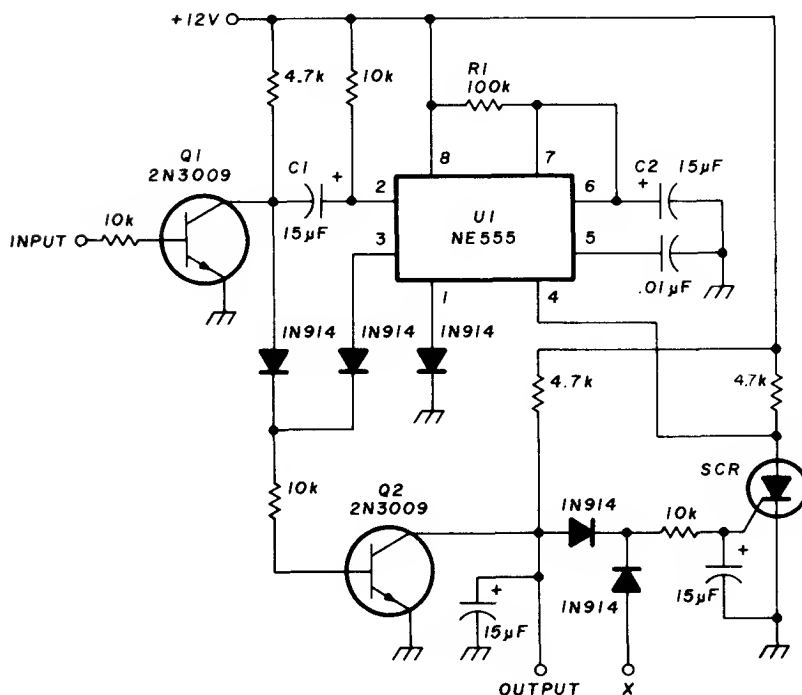 +12V
4.7k
10k
R1
100k
Q1
2N3009
C1
+
15µF
8
7
2
3
6
5
1
4
U1
NE555
C2
+
15µF
.01µF
10k
INPUT
1N914
1N914
1N914
4.7k
4.7k
SCR
10k
Q2
2N3009
1N914
10k
+
15µF
+
15µF
1N914
OUTPUT
X